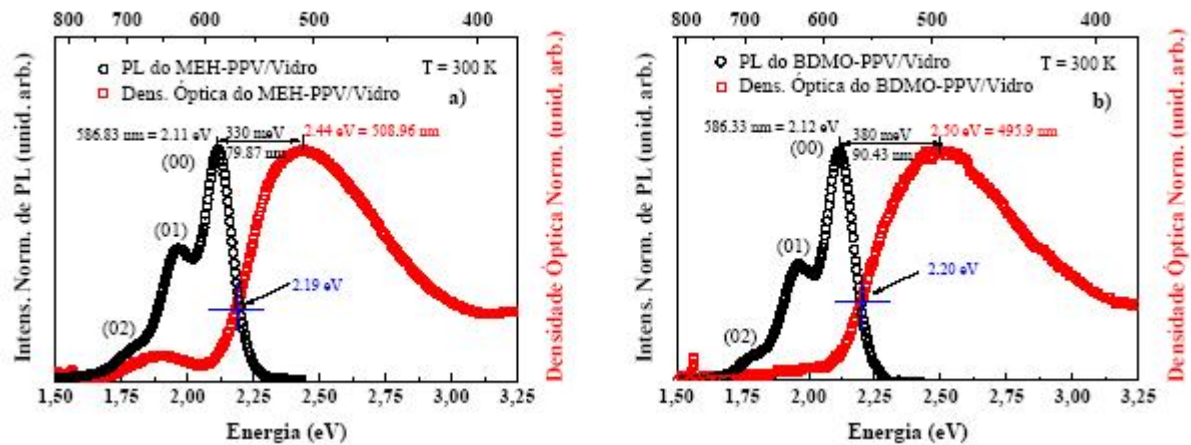 800 700 600 500 400
PL do MEH-PPV/Vidro T = 300 K
Dens. Óptica do MEH-PPV/Vidro a)
586.83 nm = 2.11 eV 330 meV 2.44 eV = 508.96 nm
79.87 nm
(00)
(01)
(02)
2.19 eV
Intens. Norm. de PL (unid. arb.)
Densidade Óptica Norm. (unid. arb.)
1,50 1,75 2,00 2,25 2,50 2,75 3,00 3,25
Energia (eV)
800 700 600 500 400
PL do BDMO-PPV/Vidro T = 300 K
Dens. Óptica do BDMO-PPV/Vidro b)
586.33 nm = 2.12 eV 380 meV 2.50 eV = 495.9 nm
90.43 nm
(00)
(01)
(02)
2.20 eV
Intens. Norm. de PL (unid. arb.)
Densidade Óptica Norm. (unid. arb.)
1,50 1,75 2,00 2,25 2,50 2,75 3,00 3,25
Energia (eV)